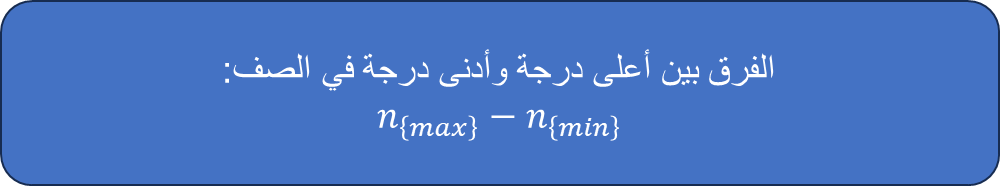 الفرق بين أعلى درجة وأدنى درجة في الصف:
n_{\{max\}} − n_{\{min\}}